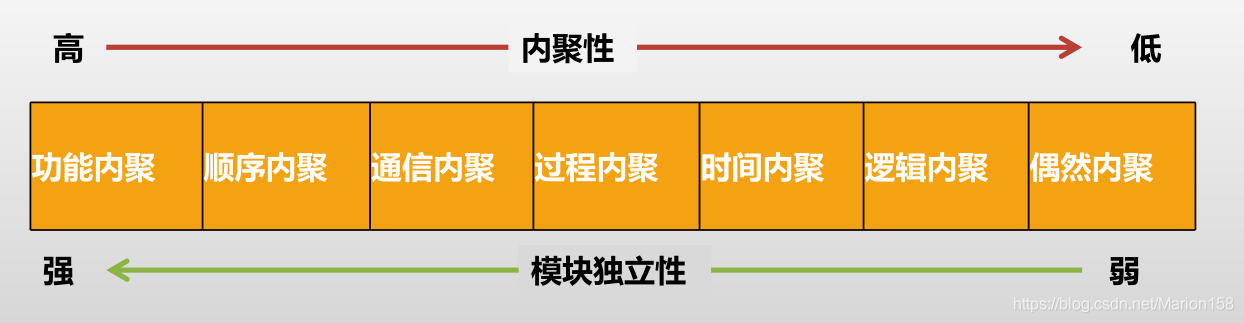 高 内聚性 低
功能内聚 顺序内聚 通信内聚 过程内聚 时间内聚 逻辑内聚 偶然内聚
强 模块独立性 弱
https://blog.csdn.net/Marion158